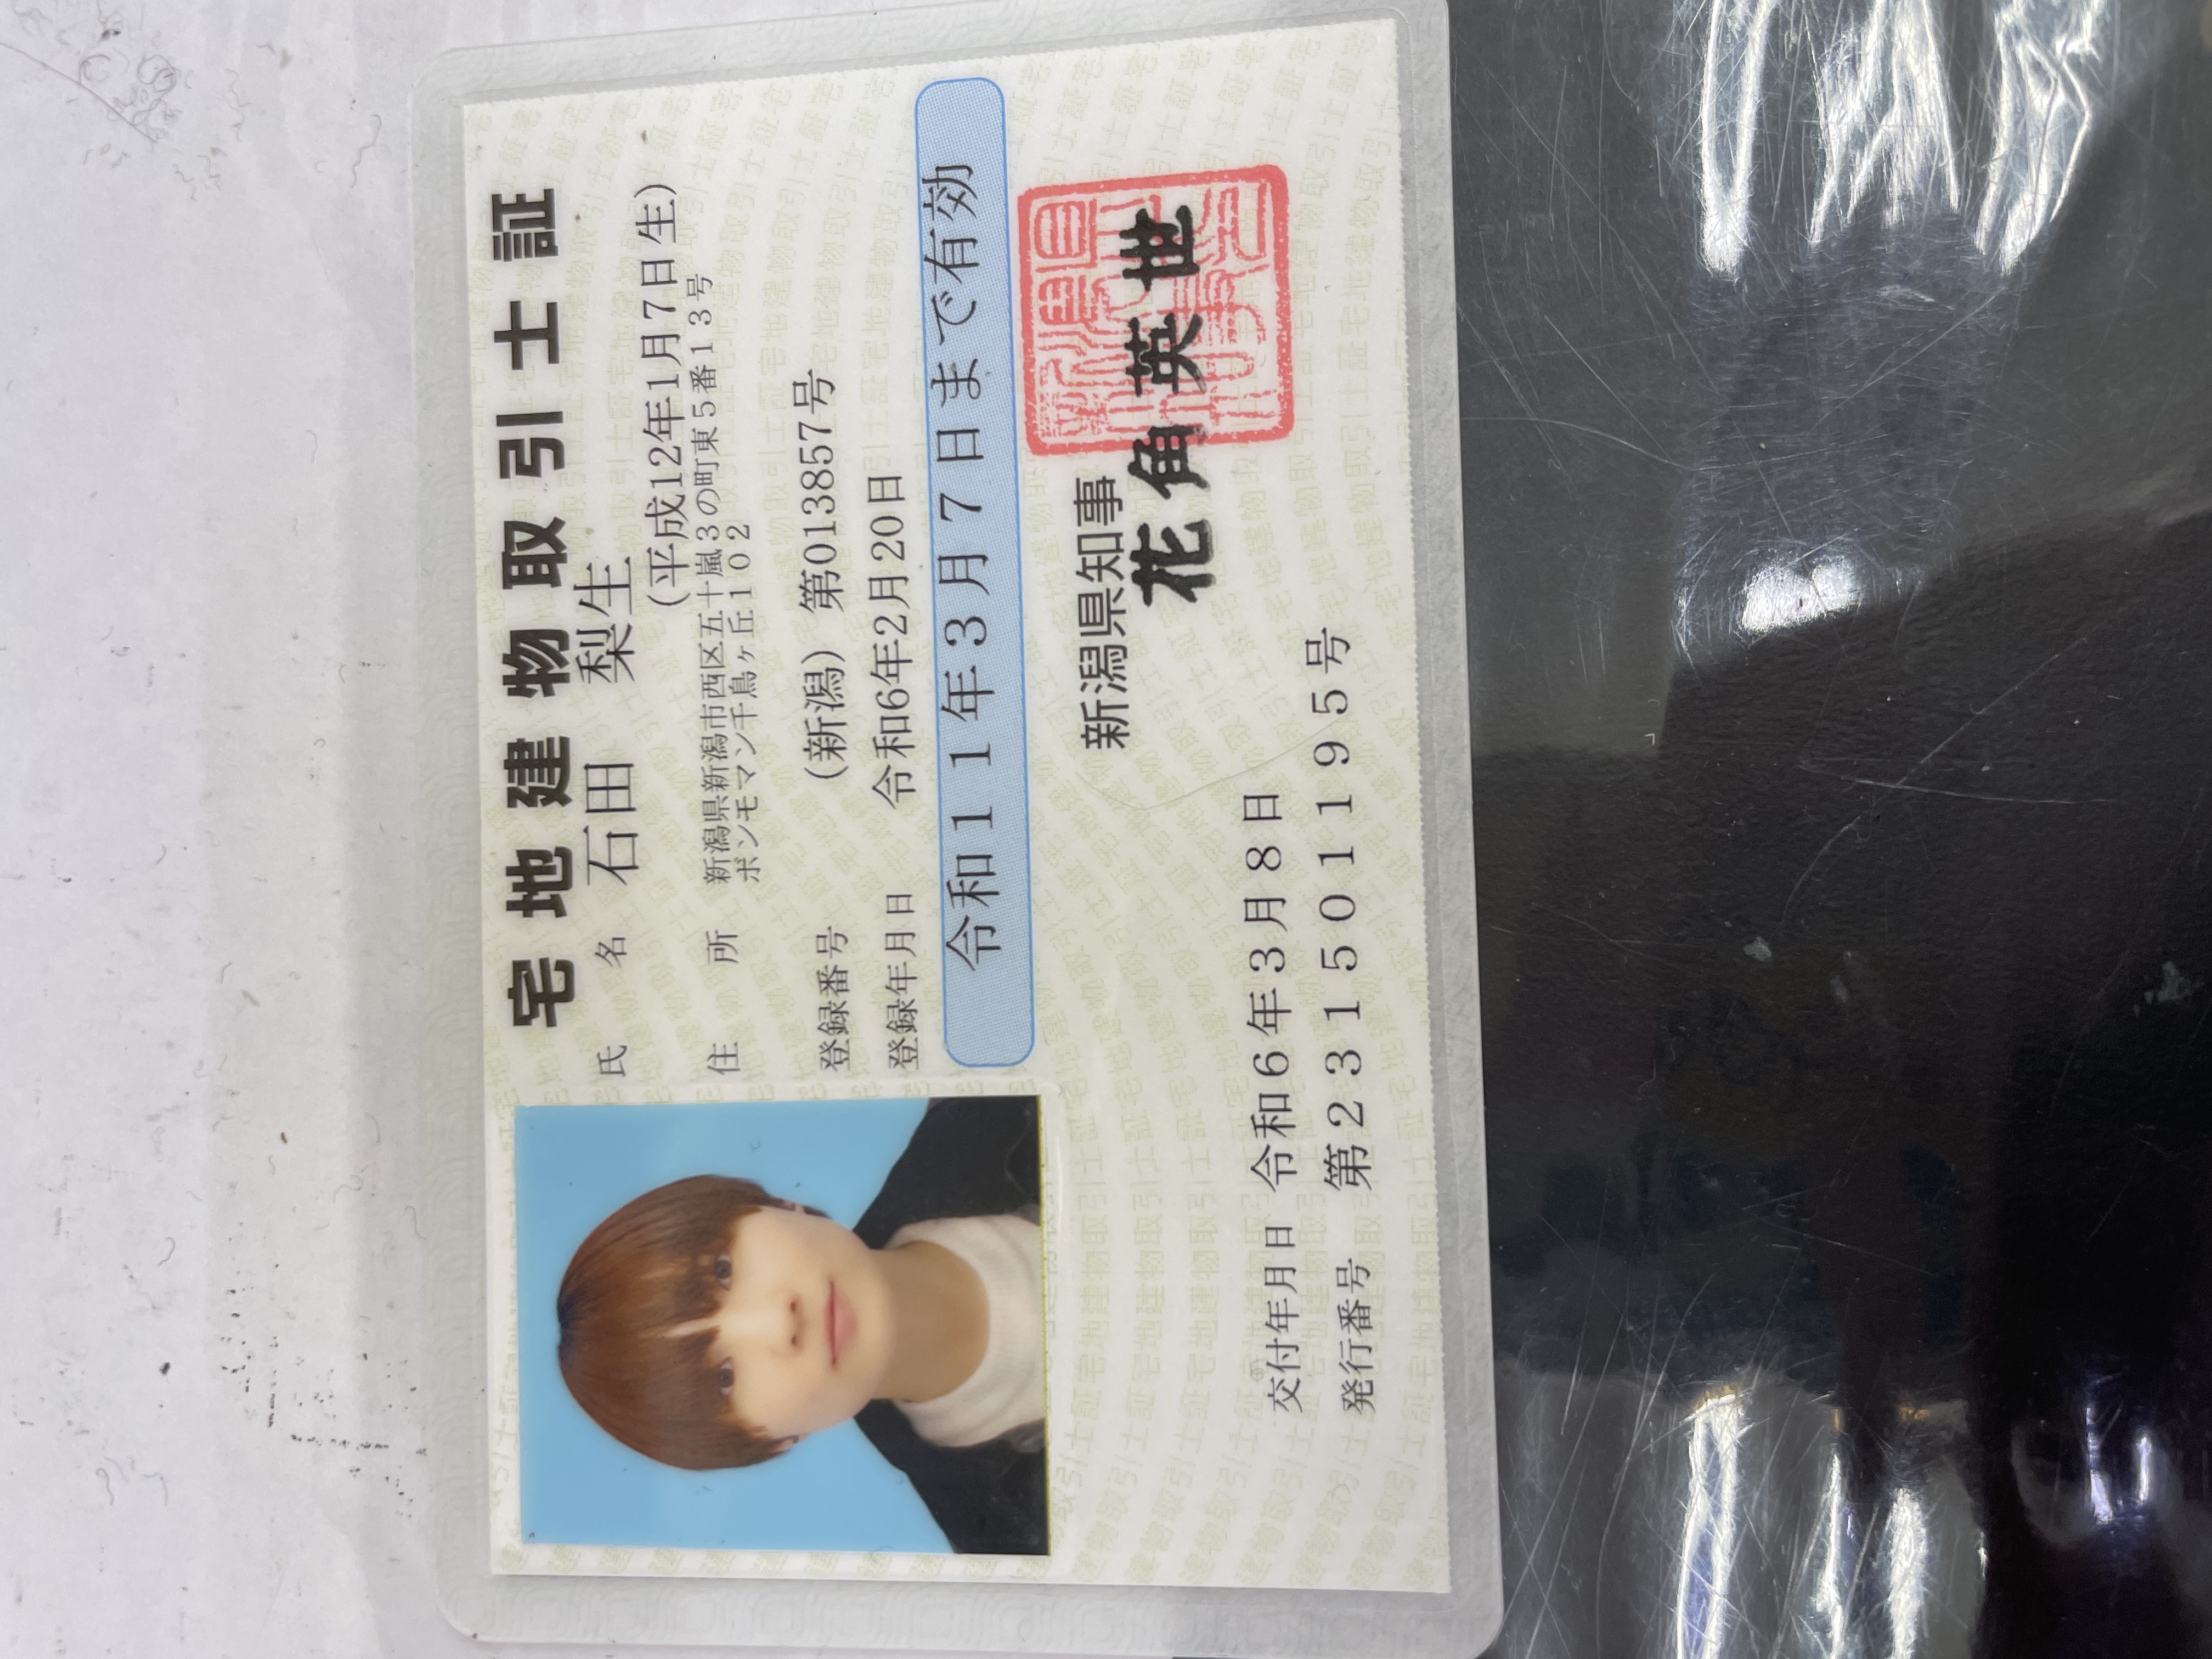 宅地建物取引士証
氏名 石田 梨生
(平成12年1月7日生)
住所 新潟県新潟市西区五十嵐3の町東5番13号
ボンモマン千鳥ヶ丘102
登録番号 (新潟) 第013857号
登録年月日 令和6年2月20日
令和11年3月7日まで有効
新潟県知事
花角英世
交付年月日 令和6年3月8日
発行番号 第231501195号